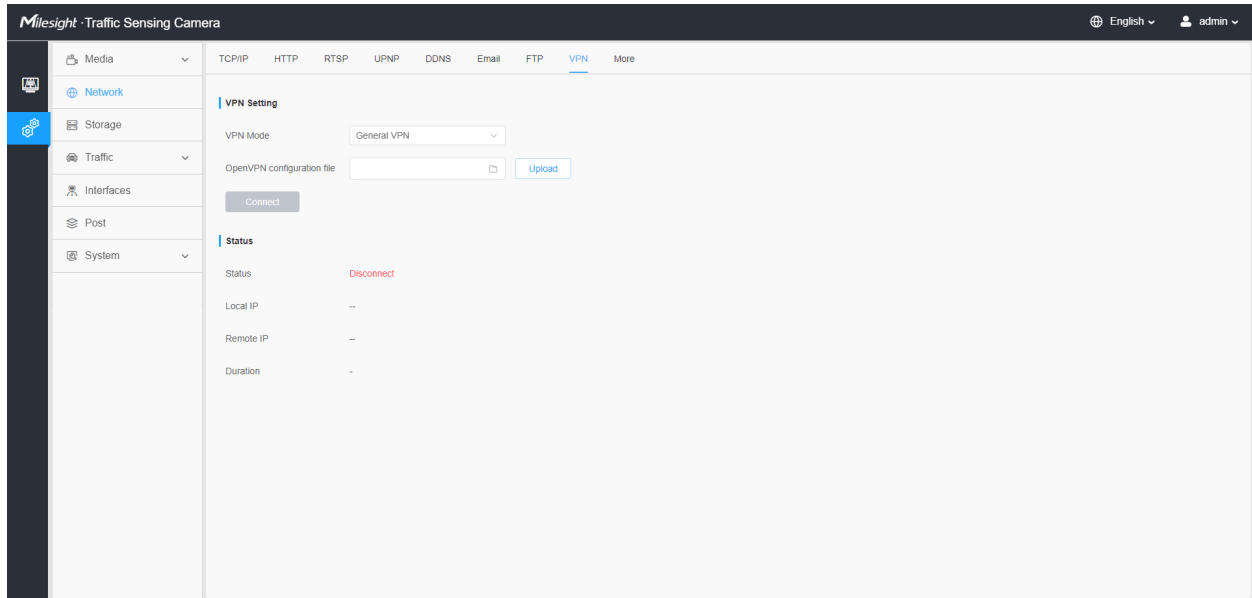 Milesight · Traffic Sensing Camera
English
admin
Media
Network
Storage
Traffic
Interfaces
Post
System
TCP/IP HTTP RTSP UPNP DDNS Email FTP VPN More
VPN Setting
VPN Mode General VPN
OpenVPN configuration file Upload
Connect
Status
Status Disconnect
Local IP --
Remote IP --
Duration -